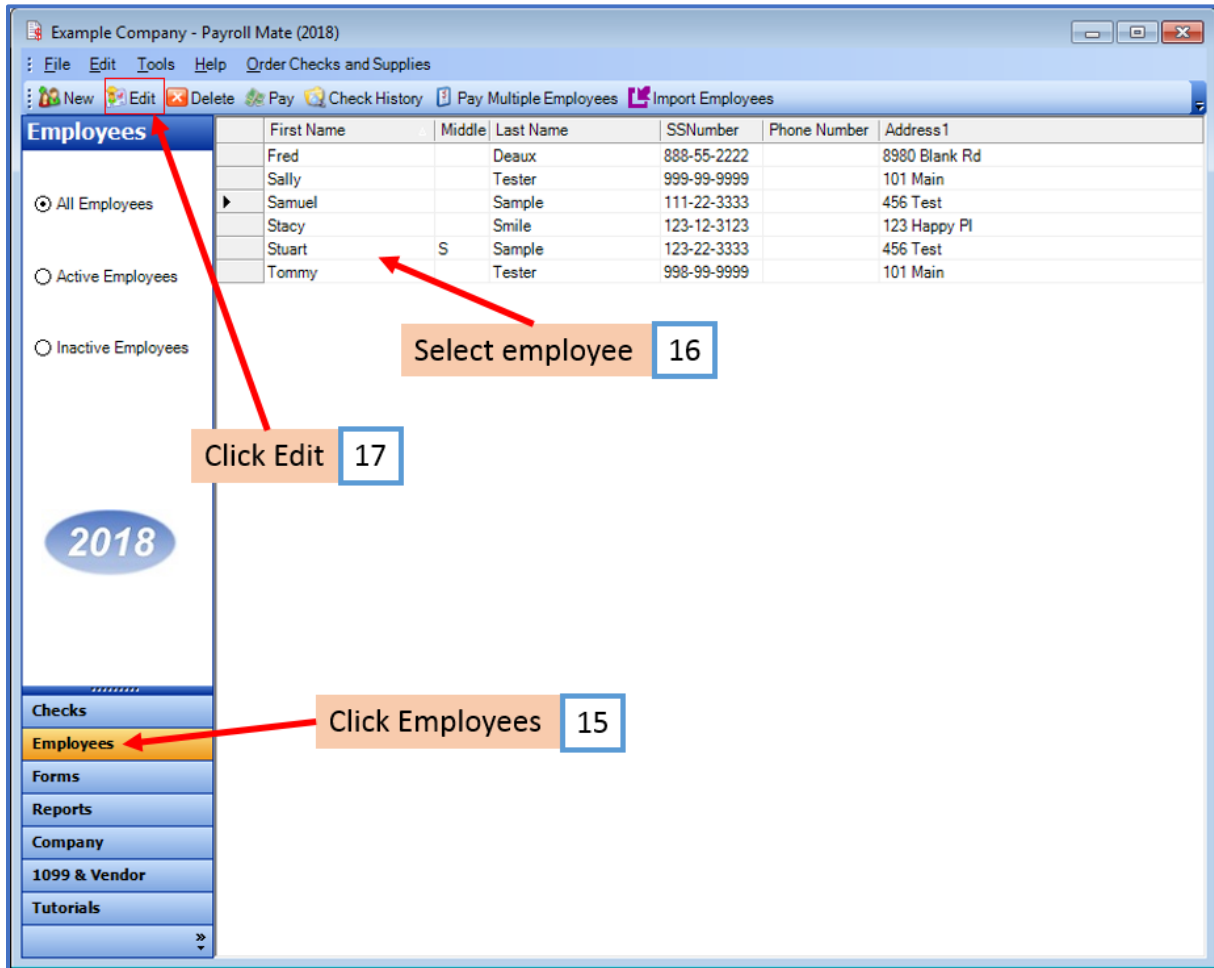 Example Company - Payroll Mate (2018)
File Edit Tools Help Order Checks and Supplies
New Edit Delete Pay Check History Pay Multiple Employees Import Employees
Employees
First Name Middle Last Name SSNumber Phone Number Address1
Fred Deaux 888-55-2222 8980 Blank Rd
Sally Tester 999-99-9999 101 Main
All Employees
Samuel Sample 111-22-3333 456 Test
Stacy Smile 123-12-3123 123 Happy Pl
Stuart S Sample 123-22-3333 456 Test
Active Employees
Tommy Tester 998-99-9999 101 Main
Inactive Employees
Select employee 16
Click Edit 17
2018
Checks
Click Employees 15
Employees
Forms
Reports
Company
1099 & Vendor
Tutorials